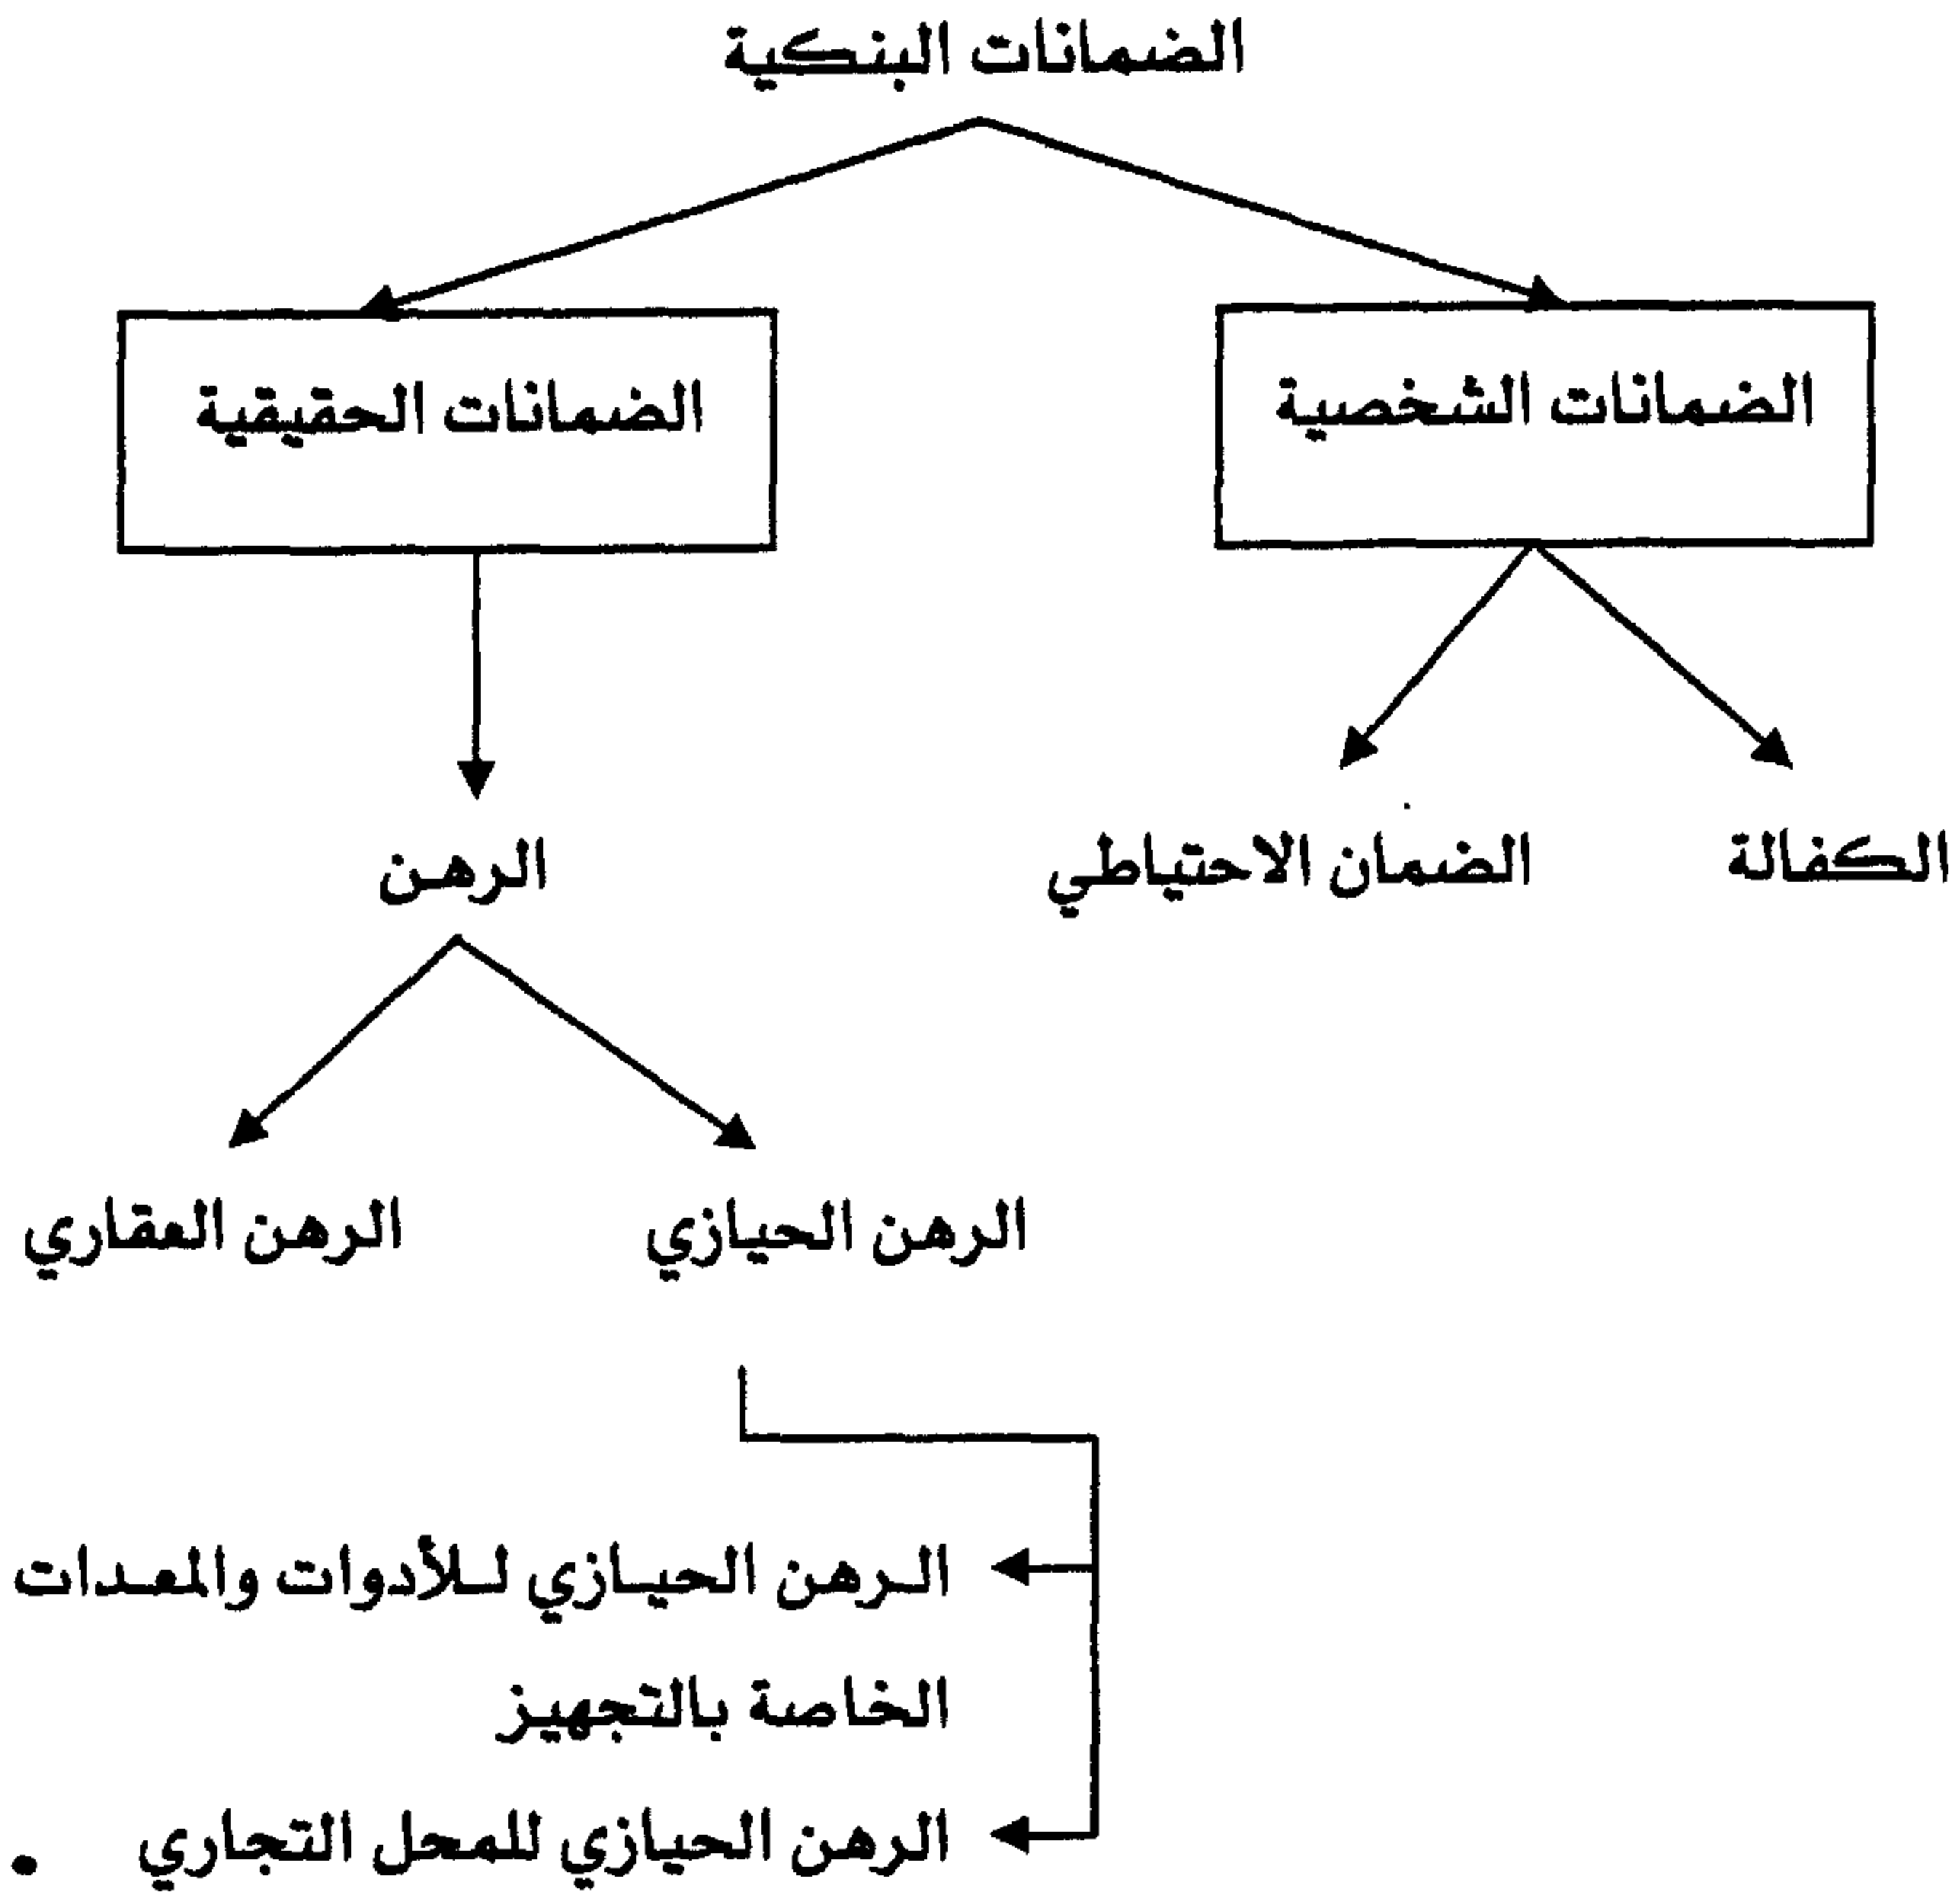 الضمانات البنكية
الضمانات الشخصية
الضمانات الحقيقية
الكفالة
الضمان الاحتياطي
الرهن
الرهن الحيازي
الرهن العقاري
الرهن الحيازي للأدوات والمعدات
الخاصة بالتجهيز
الرهن الحيازي للمحل التجاري .